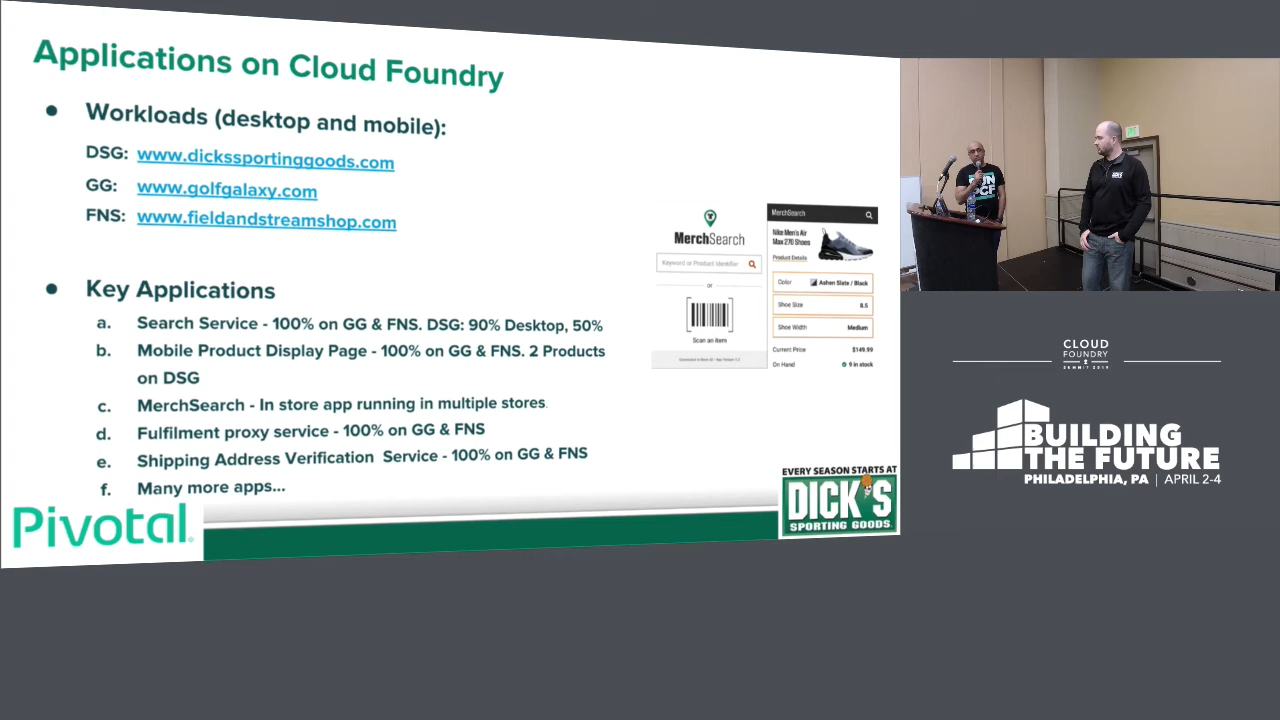 Applications on Cloud Foundry
● Workloads (desktop and mobile):
DSG: www.dickssportinggoods.com
GG: www.golfgalaxy.com
FNS: www.fieldandstreamshop.com
● Key Applications
a. Search Service - 100% on GG & FNS. DSG: 90% Desktop, 50%
b. Mobile Product Display Page - 100% on GG & FNS. 2 Products
on DSG
c. MerchSearch - In store app running in multiple stores.
d. Fulfilment proxy service - 100% on GG & FNS
e. Shipping Address Verification Service - 100% on GG & FNS
f. Many more apps...
MerchSearch
Keyword or Product Identifier
or
Scan an item
MerchSearch
Nike Men's Air
Max 270 Shoes
Product Details
Color Ashen Slate / Black
Shoe Size 8.5
Shoe Width Medium
Current Price $149.99
On Hand 9 in stock
Pivotal
EVERY SEASON STARTS AT
DICK'S
SPORTING GOODS
CLOUD
FOUNDRY
SUMMIT 2019
BUILDING
THE FUTURE
PHILADELPHIA, PA | APRIL 2-4